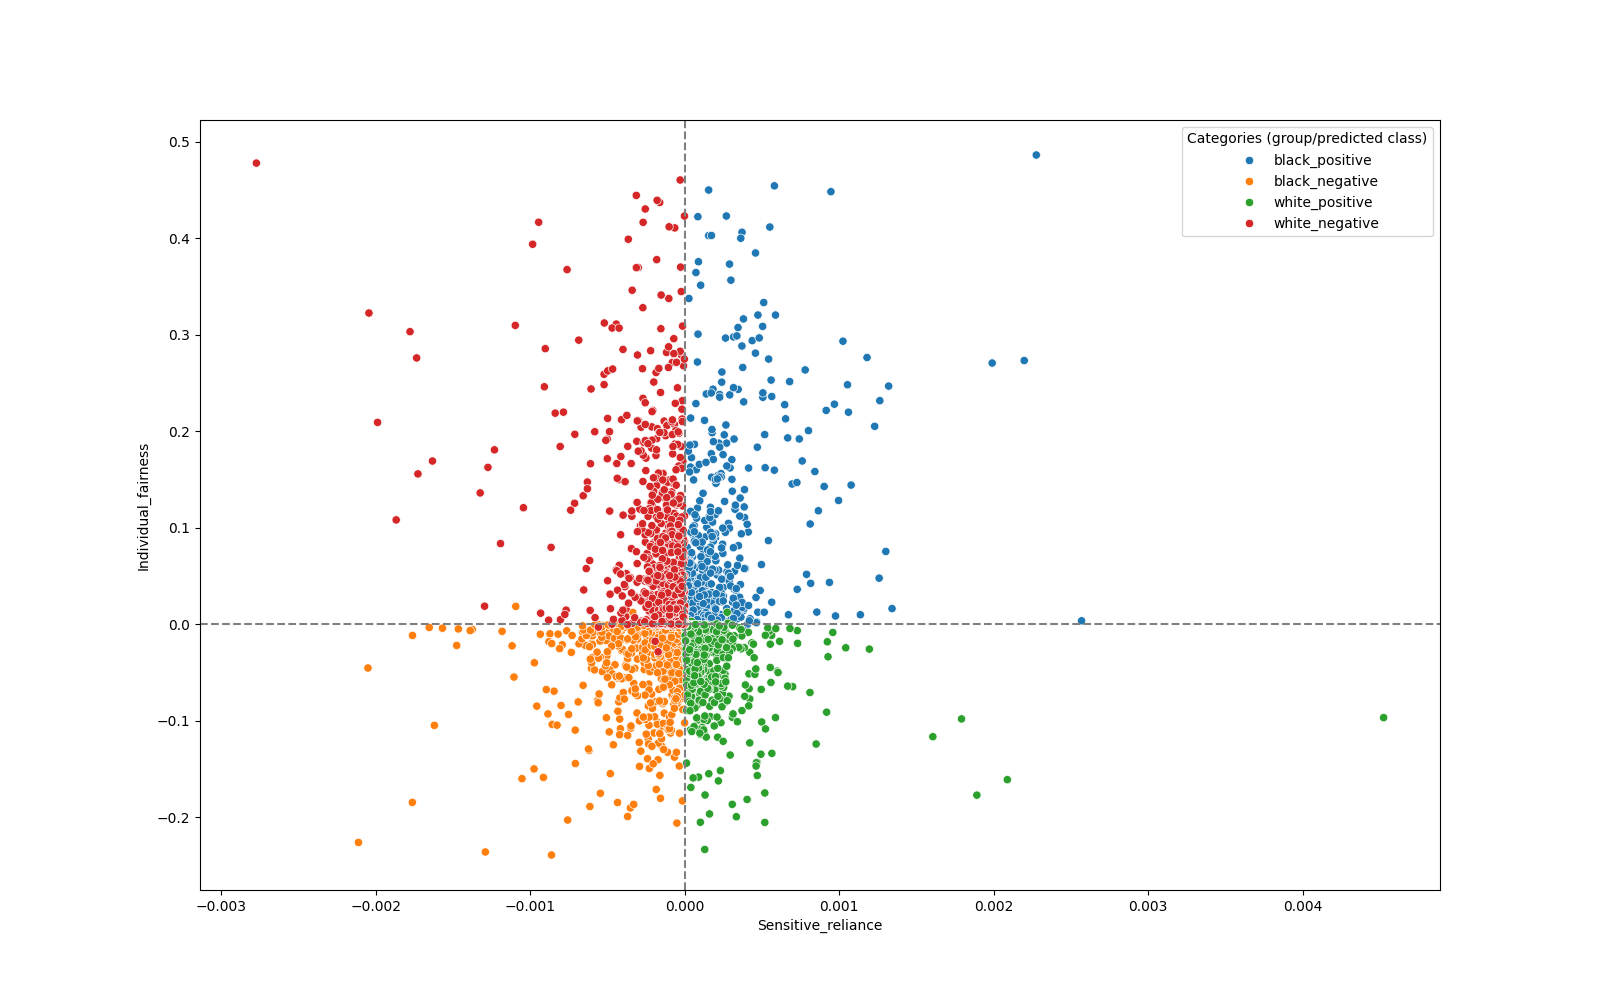 Categories (group/predicted class)
black_positive
black_negative
white_positive
white_negative
0.5
0.4
0.3
0.2
0.1
0.0
−0.1
−0.2
Individual_fairness
−0.003
−0.002
−0.001
0.000
0.001
0.002
0.003
0.004
Sensitive_reliance